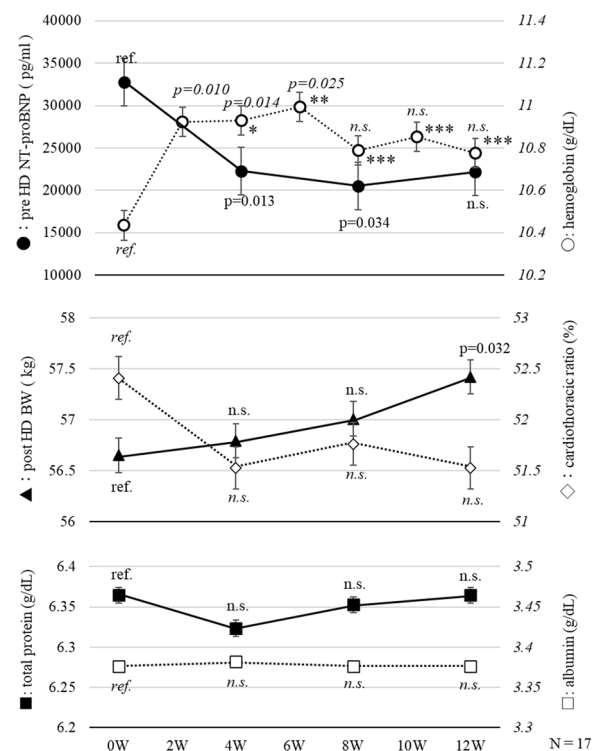 40000 11.4
35000 11.2
30000 11
25000 10.8
20000 10.6
15000 10.4
10000 10.2
● : pre HD NT-proBNP ( pg/ml )
○ : hemoglobin (g/dL)
ref.
p=0.010
p=0.014
p=0.025
* ** n.s. *** n.s. *** n.s. ***
p=0.013
p=0.034
n.s.
ref.
58 53
57.5 52.5
57 52
56.5 51.5
56 51
▲ : post HD BW ( kg)
◇ : cardiothoracic ratio (%)
ref.
p=0.032
n.s.
n.s.
ref.
n.s.
n.s.
n.s.
6.4 3.5
6.35 3.45
6.3 3.4
6.25 3.35
6.2 3.3
■ : total protein (g/dL)
□ : albumin (g/dL)
ref. n.s. n.s. n.s.
ref. n.s. n.s. n.s.
0W 2W 4W 6W 8W 10W 12W
N = 17